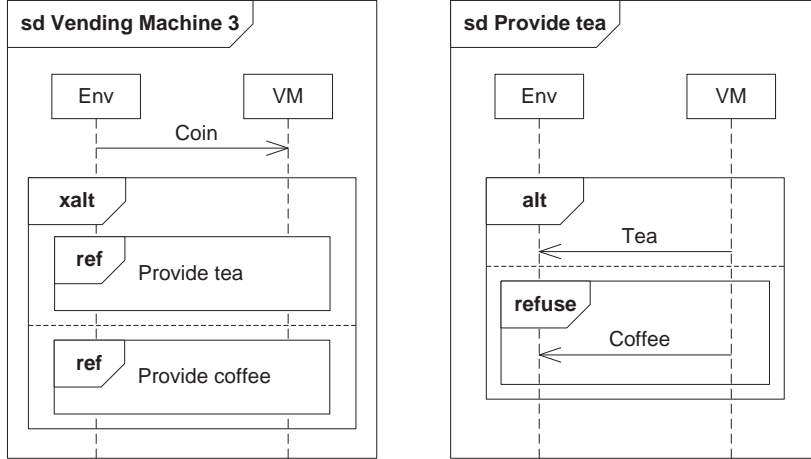 sd Vending Machine 3
Env
VM
Coin
xalt
ref
Provide tea
ref
Provide coffee
sd Provide tea
Env
VM
alt
Tea
refuse
Coffee